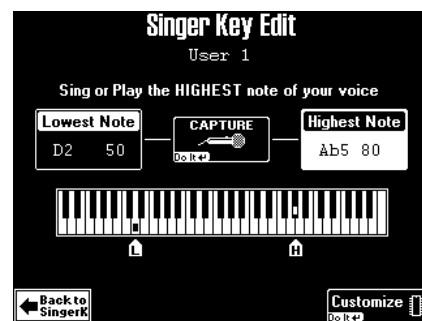 Singer Key Edit
User 1
Sing or Play the HIGHEST note of your voice
Lowest Note
D2 50
CAPTURE
Do It
Highest Note
Ab5 80
L
H
Back to
SingerK
Customize
Do It